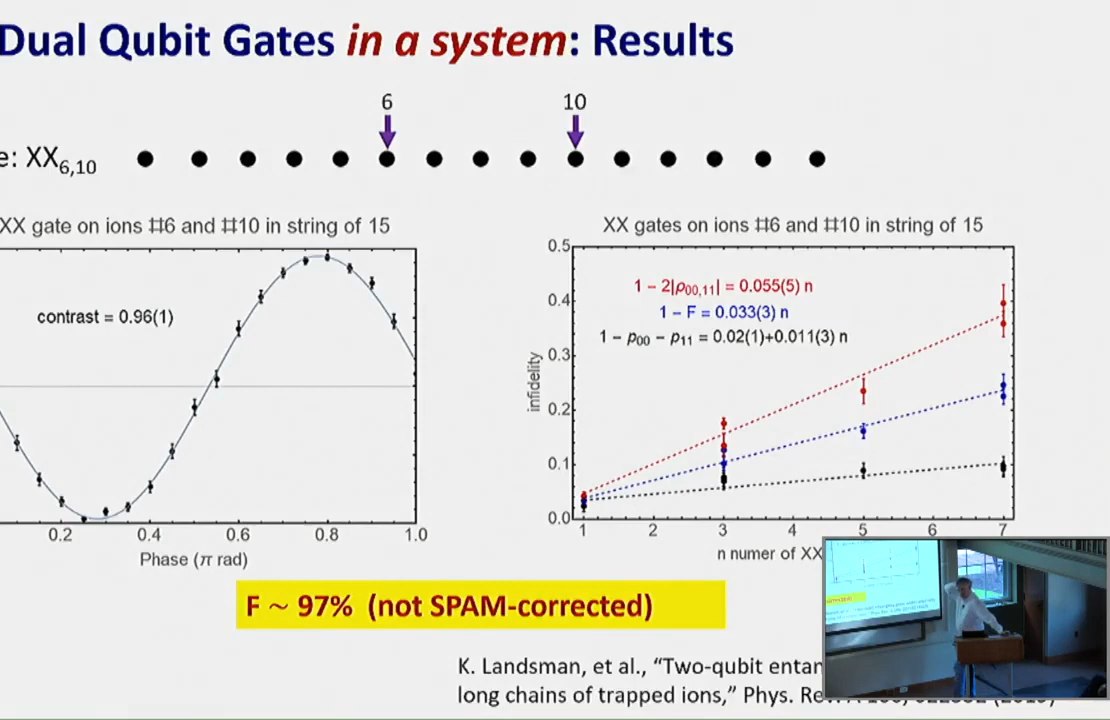 Dual Qubit Gates in a system: Results
6 10
e: XX6,10
XX gate on ions #6 and #10 in string of 15
contrast = 0.96(1)
0.2 0.4 0.6 0.8 1.0
Phase (π rad)
XX gates on ions #6 and #10 in string of 15
0.5
0.4
0.3
0.2
0.1
0.0
infidelity
1 - 2|ρ00,11| = 0.055(5) n
1 - F = 0.033(3) n
1 - p00 - p11 = 0.02(1)+0.011(3) n
1 2 3 4 5 6 7
n numer of XX
F ~ 97% (not SPAM-corrected)
K. Landsman, et al., “Two-qubit entan
long chains of trapped ions,” Phys. Re